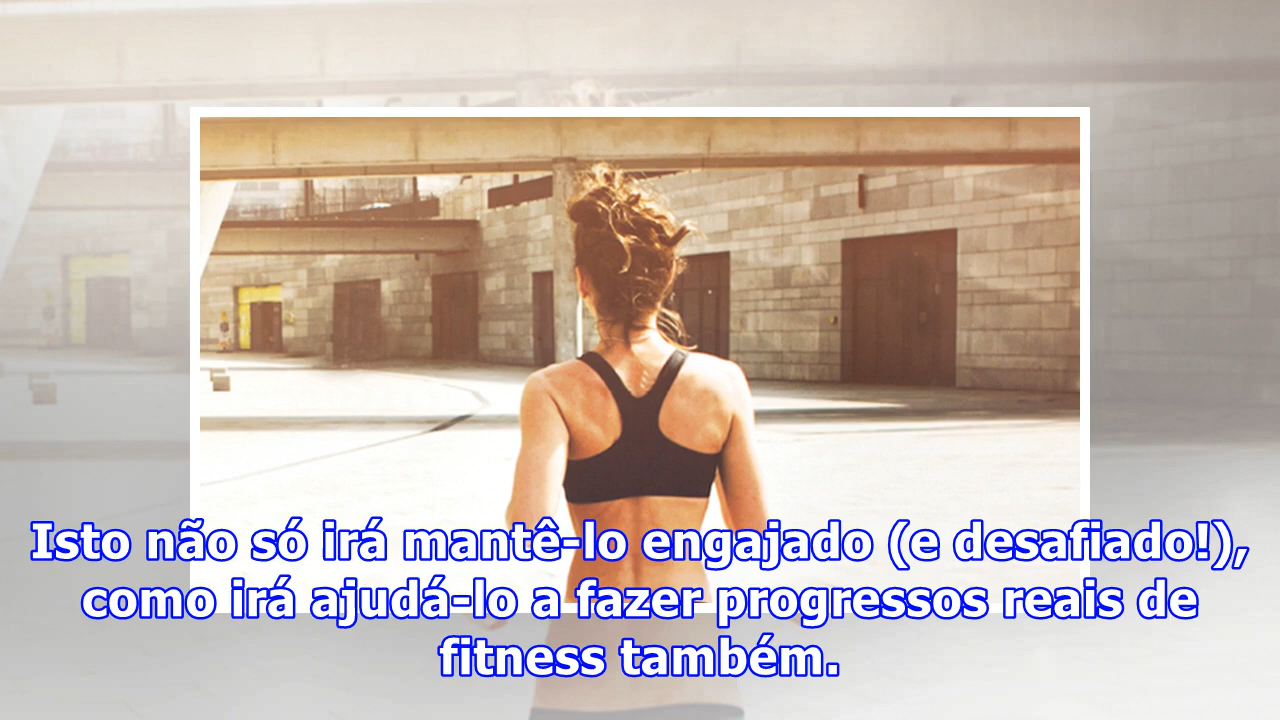 Isto não só irá mantê-lo engajado (e desafiado!),
como irá ajudá-lo a fazer progressos reais de
fitness também.